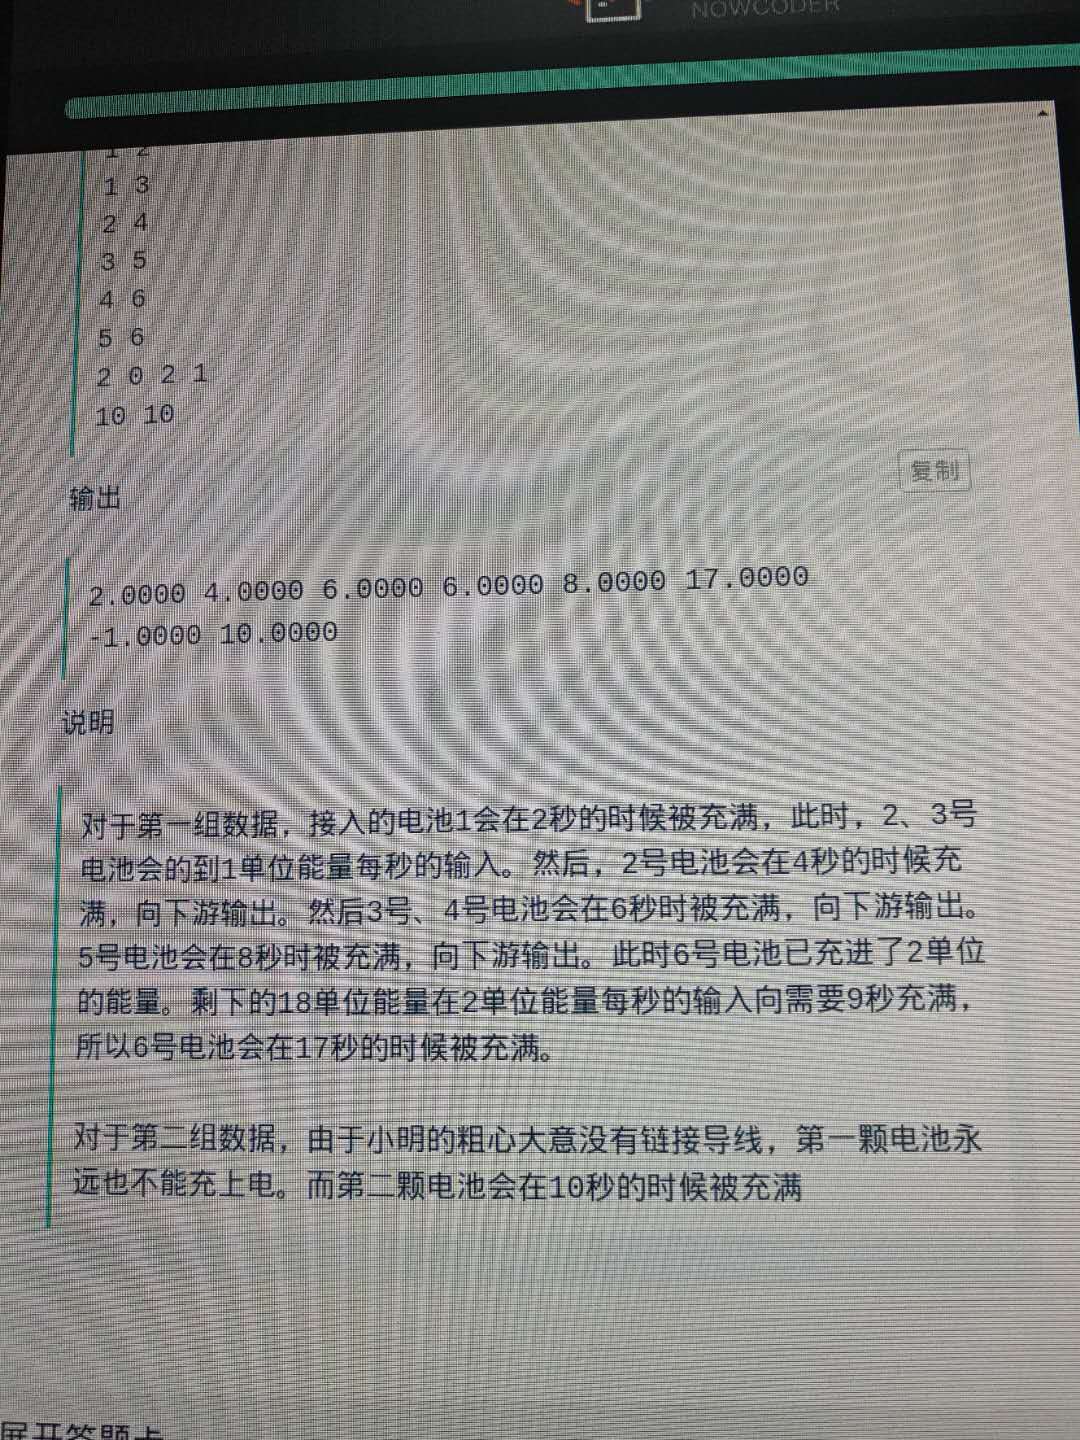 NOWCODER
1 2
1 3
2 4
3 5
4 6
5 6
2 0 2 1
10 10
复制
输出
2.0000 4.0000 6.0000 6.0000 8.0000 17.0000
-1.0000 10.0000
说明
对于第一组数据，接入的电池1会在2秒的时候被充满，此时，2、3号
电池会的到1单位能量每秒的输入。然后，2号电池会在4秒的时候充
满，向下游输出。然后3号、4号电池会在6秒时被充满，向下游输出。
5号电池会在8秒时被充满，向下游输出。此时6号电池已充进了2单位
的能量。剩下的18单位能量在2单位能量每秒的输入向需要9秒充满，
所以6号电池会在17秒的时候被充满。
对于第二组数据，由于小明的粗心大意没有链接导线，第一颗电池永
远也不能充上电。而第二颗电池会在10秒的时候被充满
展开答题卡